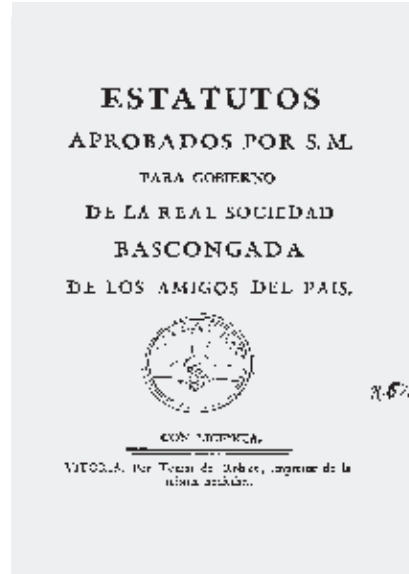 ESTATUTOS
APROBADOS POR S. M.
PARA GOBIERNO
DE LA REAL SOCIEDAD
BASCONGADA
DE LOS AMIGOS DEL PAIS.
CON LICENCIA.
VITORIA. Por Tomas de Robles, impresor de la
misma sociedad.